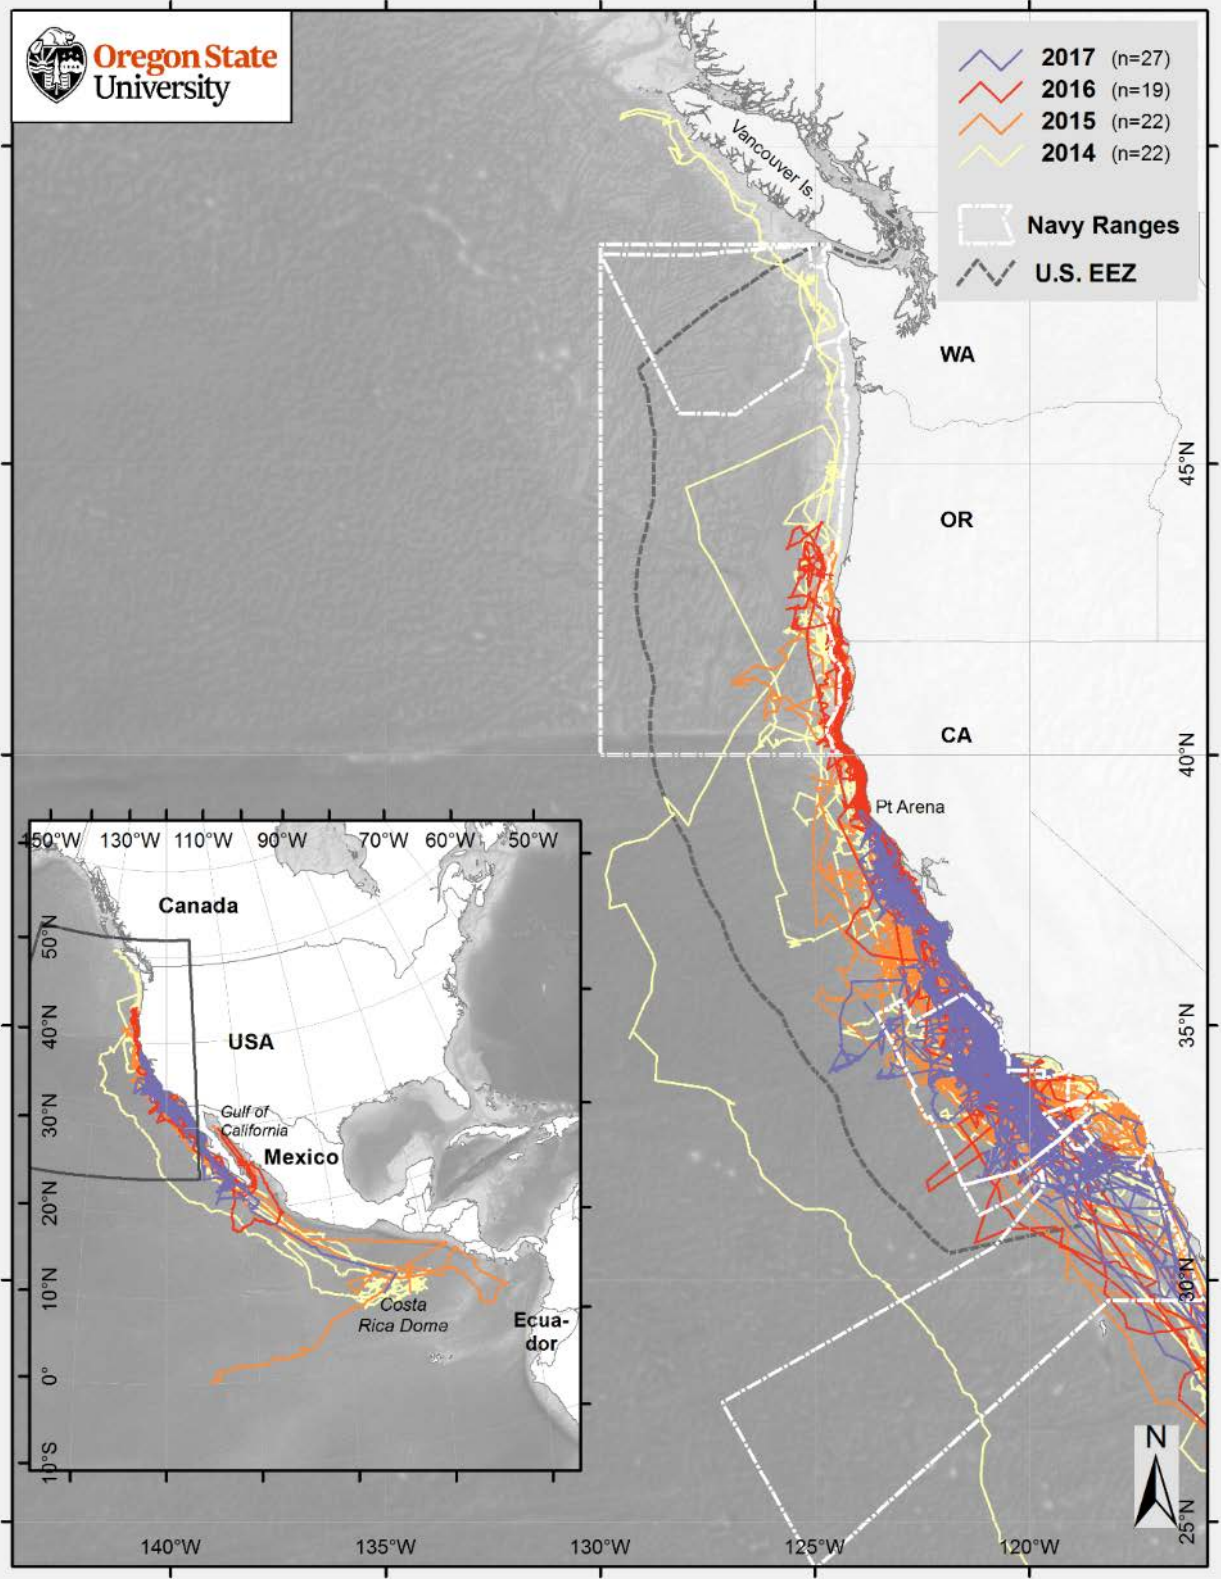 Oregon State
University
2017 (n=27)
2016 (n=19)
2015 (n=22)
2014 (n=22)
Navy Ranges
U.S. EEZ
Vancouver Is.
WA
45°N
OR
CA
40°N
Pt Arena
35°N
30°N
25°N
N
140°W 135°W 130°W 125°W 120°W
150°W 130°W 110°W 90°W 70°W 60°W 50°W
Canada
50°N
USA
40°N
30°N
Gulf of
California
Mexico
20°N
10°N
Costa
Rica Dome
Ecua-
dor
0°
10°S